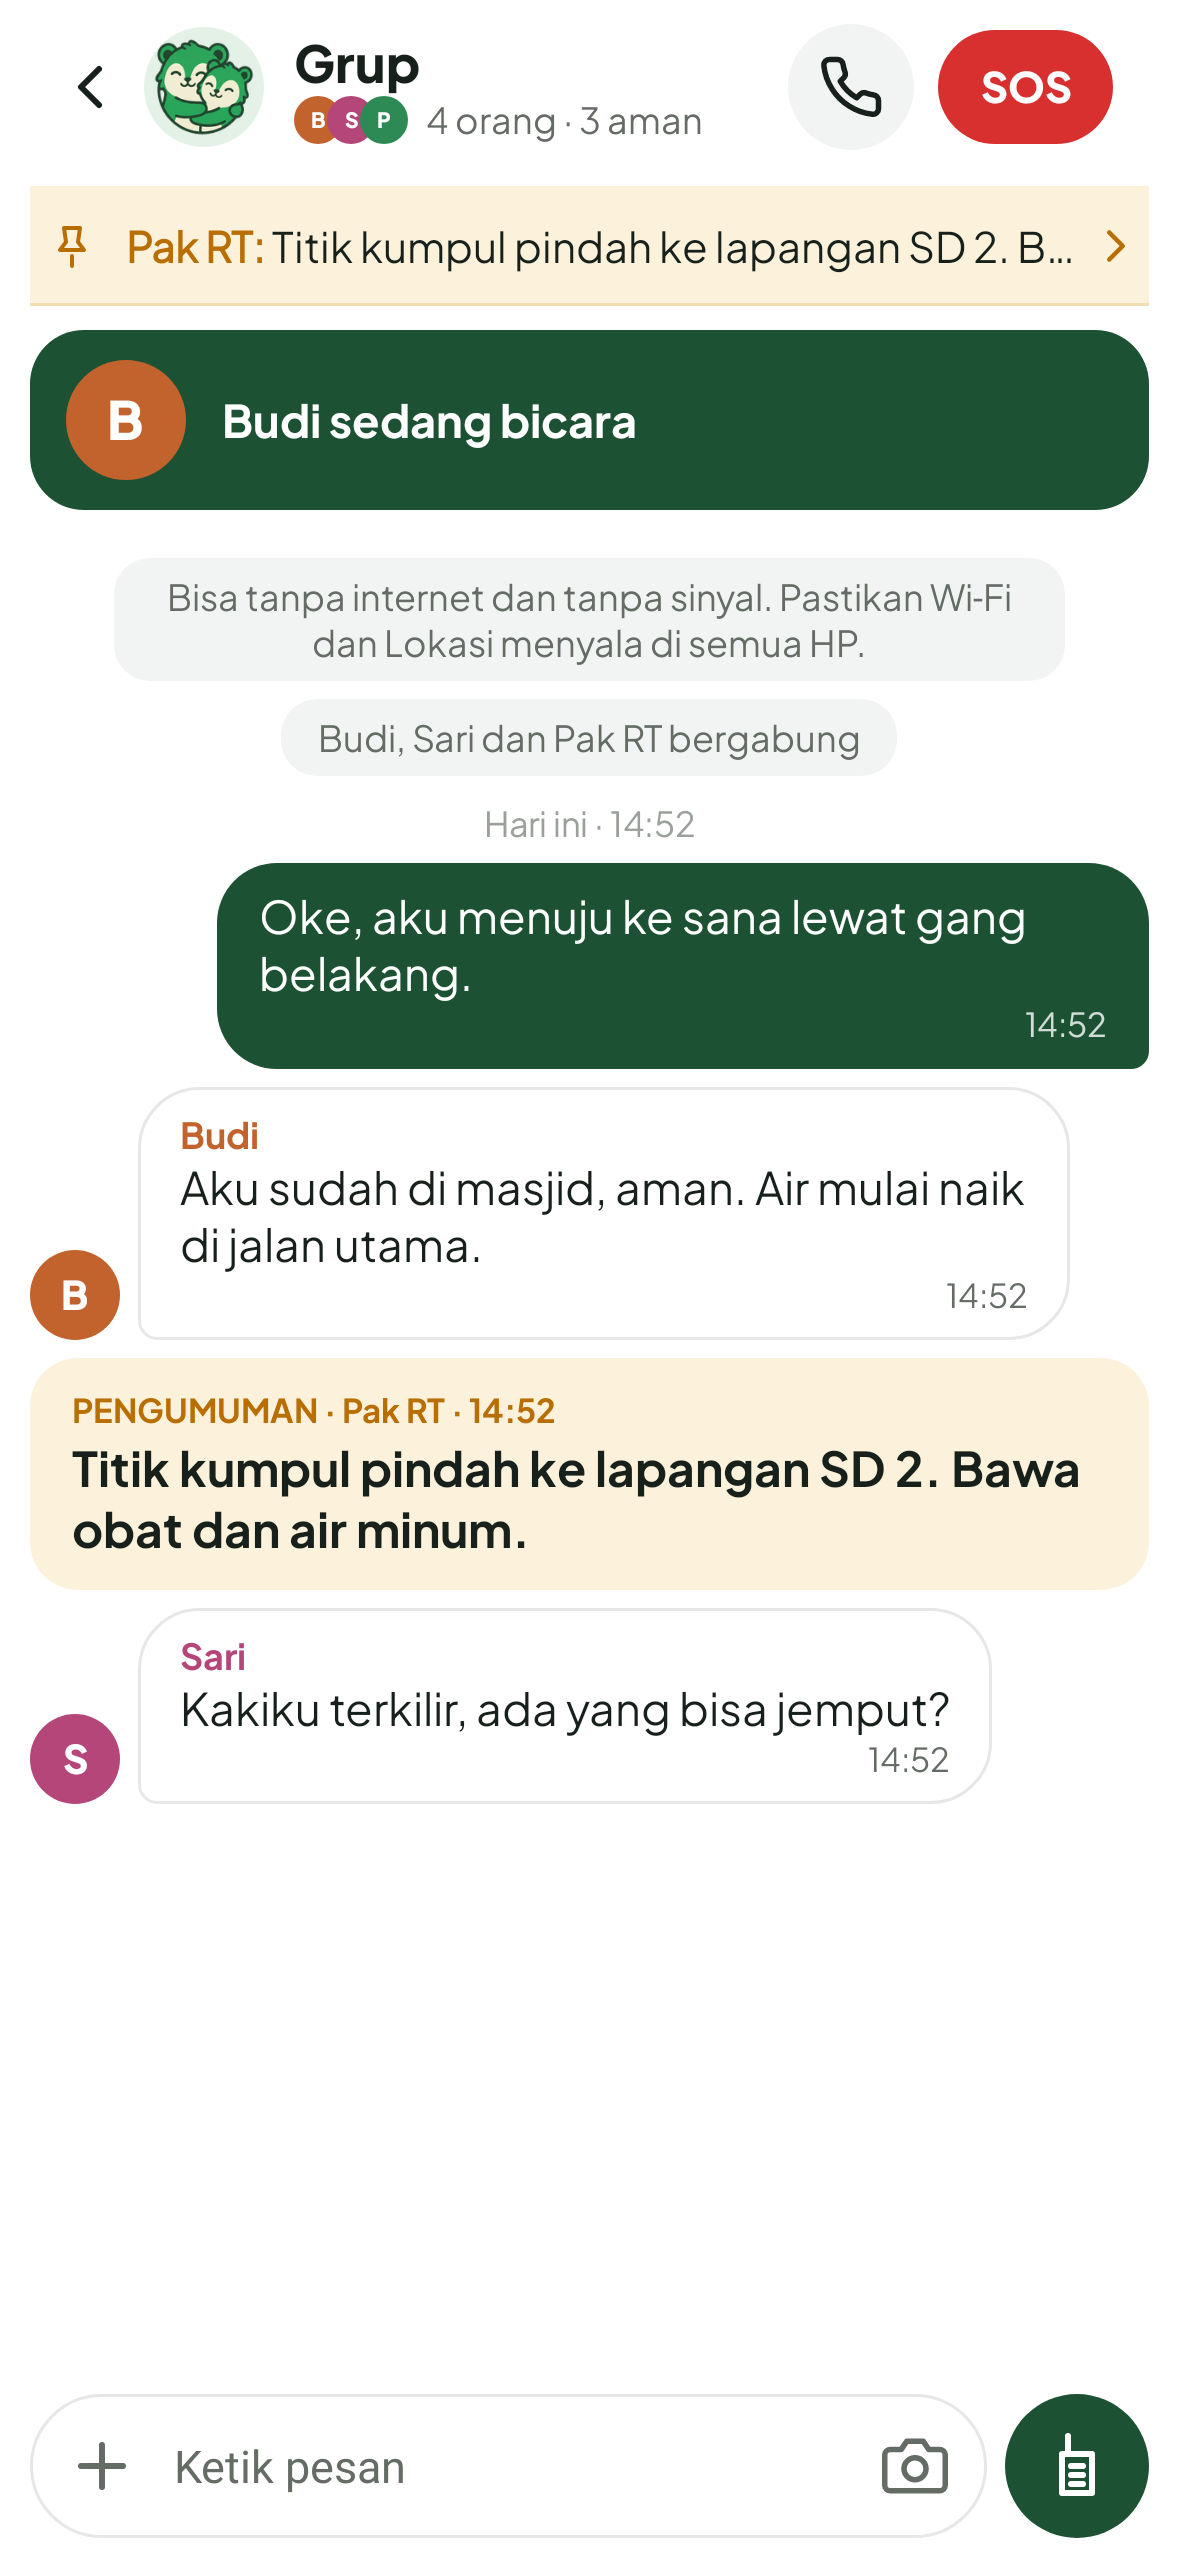 Grup
B S P 4 orang · 3 aman
SOS
Pak RT: Titik kumpul pindah ke lapangan SD 2. B...
B
Budi sedang bicara
Bisa tanpa internet dan tanpa sinyal. Pastikan Wi-Fi
dan Lokasi menyala di semua HP.
Budi, Sari dan Pak RT bergabung
Hari ini · 14:52
Oke, aku menuju ke sana lewat gang
belakang.
14:52
Budi
Aku sudah di masjid, aman. Air mulai naik
di jalan utama.
14:52
B
PENGUMUMAN · Pak RT · 14:52
Titik kumpul pindah ke lapangan SD 2. Bawa
obat dan air minum.
Sari
Kakiku terkilir, ada yang bisa jemput?
14:52
S
Ketik pesan